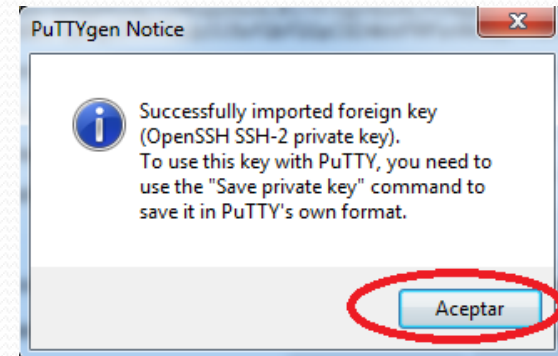 PuTTYgen Notice
Successfully imported foreign key
(OpenSSH SSH-2 private key).
To use this key with PuTTY, you need to
use the "Save private key" command to
save it in PuTTY's own format.
Aceptar